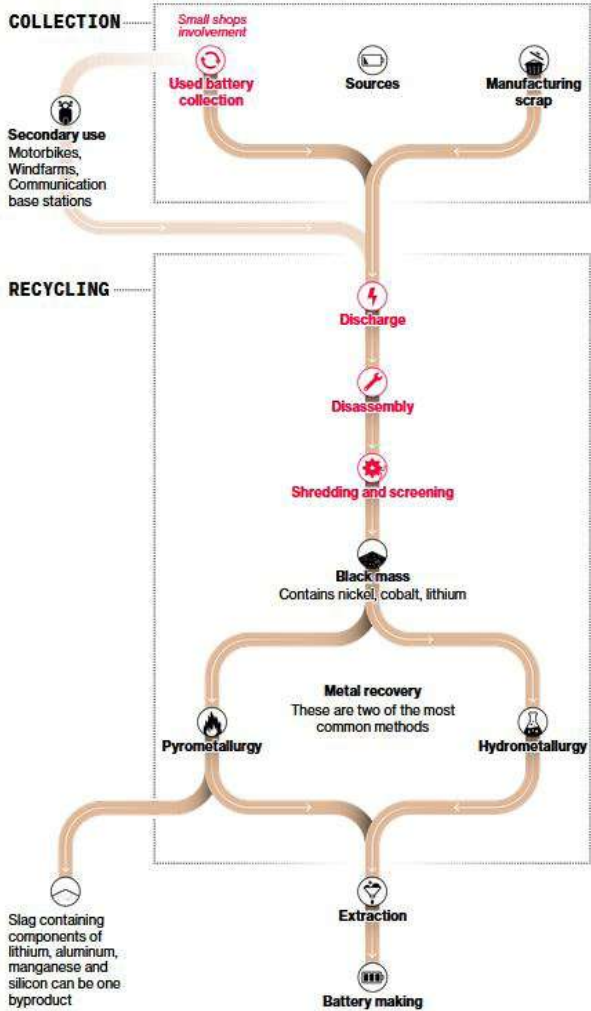 COLLECTION
Small shops
involvement
Used battery
collection
Sources
Manufacturing
scrap
Secondary use
Motorbikes,
Windfarms,
Communication
base stations
RECYCLING
Discharge
Disassembly
Shredding and screening
Black mass
Contains nickel, cobalt, lithium
Metal recovery
These are two of the most
common methods
Pyrometallurgy
Hydrometallurgy
Slag containing
components of
lithium, aluminum,
manganese and
silicon can be one
byproduct
Extraction
Battery making